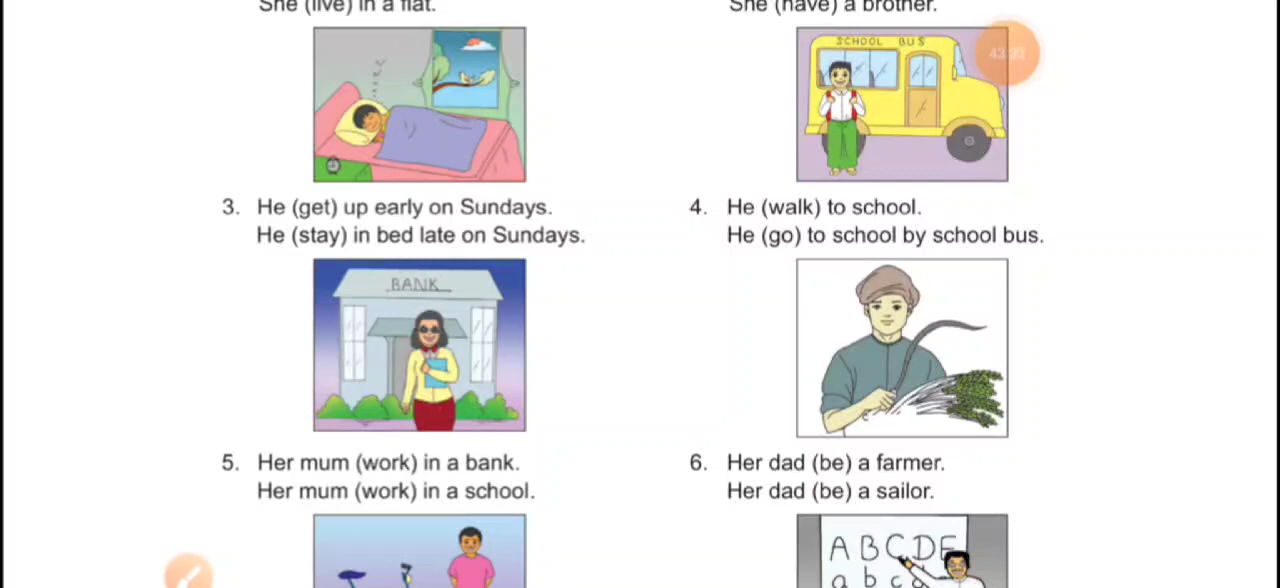 She (live) in a flat.
She (have) a brother.
SCHOOL BUS
43:20
3. He (get) up early on Sundays.
He (stay) in bed late on Sundays.
4. He (walk) to school.
He (go) to school by school bus.
BANK
5. Her mum (work) in a bank.
Her mum (work) in a school.
6. Her dad (be) a farmer.
Her dad (be) a sailor.
A B C D E
a b c